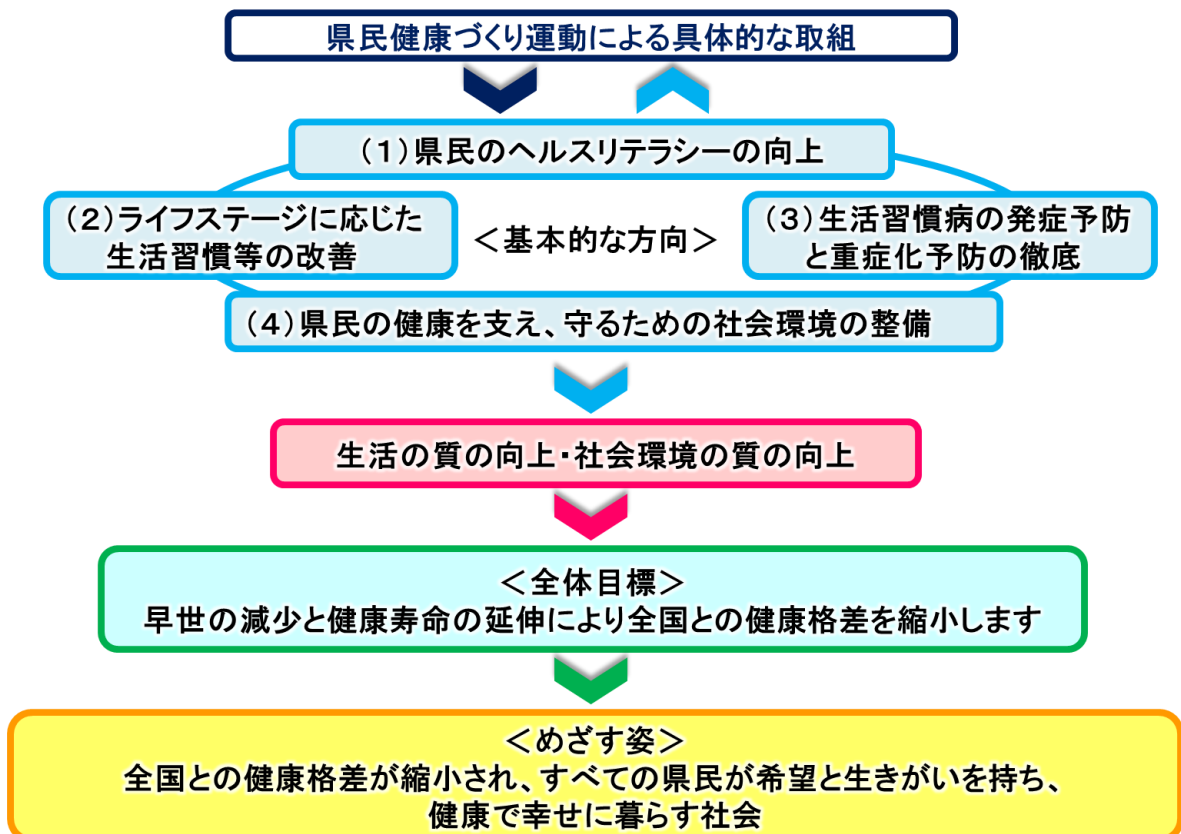 県民健康づくり運動による具体的な取組
(１)県民のヘルスリテラシーの向上
(２)ライフステージに応じた
生活習慣等の改善
＜基本的な方向＞
(３)生活習慣病の発症予防
と重症化予防の徹底
(４)県民の健康を支え、守るための社会環境の整備
生活の質の向上・社会環境の質の向上
＜全体目標＞
早世の減少と健康寿命の延伸により全国との健康格差を縮小します
＜めざす姿＞
全国との健康格差が縮小され、すべての県民が希望と生きがいを持ち、
健康で幸せに暮らす社会